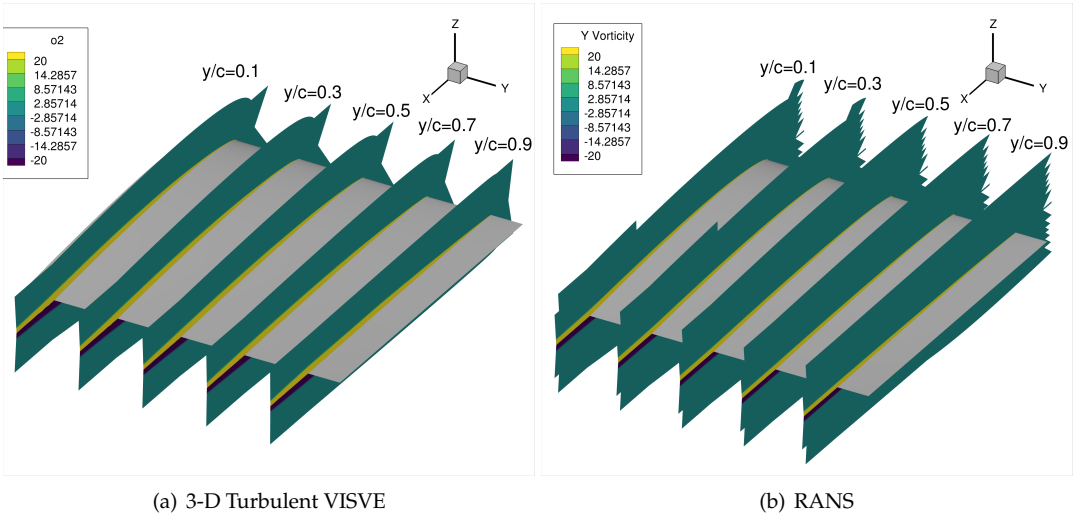 o2
20
14.2857
8.57143
2.85714
-2.85714
-8.57143
-14.2857
-20
y/c=0.1
y/c=0.3
y/c=0.5
y/c=0.7
y/c=0.9
Z
Y
X
Y Vorticity
20
14.2857
8.57143
2.85714
-2.85714
-8.57143
-14.2857
-20
y/c=0.1
y/c=0.3
y/c=0.5
y/c=0.7
y/c=0.9
Z
Y
X
(a) 3-D Turbulent VISVE
(b) RANS